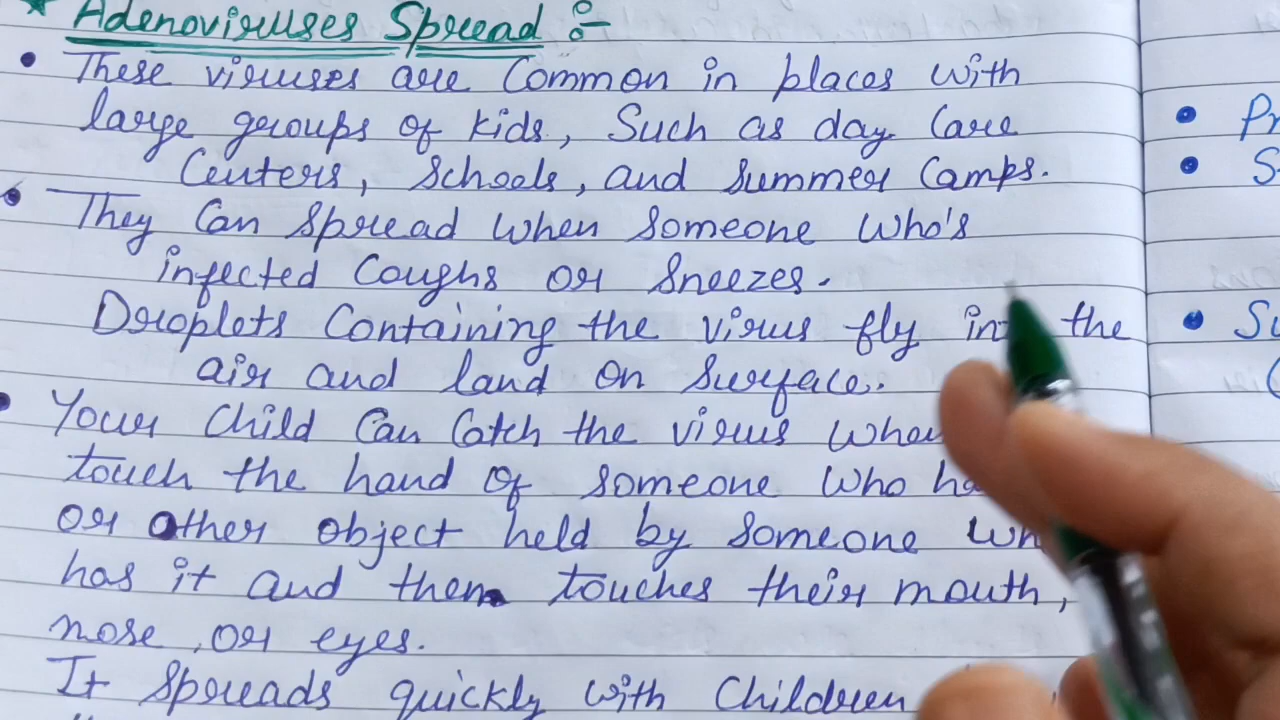 ★ Adenoviruses Spread :-
• These viruses are Common in places with
large groups of kids, Such as day Care
Centers, Schools, and Summer Camps.
• They Can Spread when Someone Who's
infected Coughs or Sneezes.
Droplets Containing the virus fly into the
air and land on Surface.
• Your Child Can Catch the virus
touch the hand of Someone Who
or other object held by Someone
has it and then touches their mouth,
nose, or eyes.
It Spreads quickly with Children
• Pr
• S
• Su
(